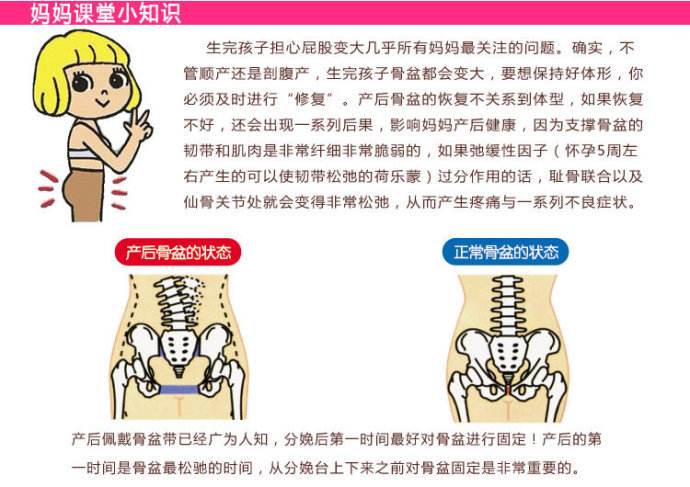 妈妈课堂小知识
生完孩子担心屁股变大几乎所有妈妈最关注的问题。确实，不
管顺产还是剖腹产，生完孩子骨盆都会变大，要想保持好体形，你
必须及时进行“修复”。产后骨盆的恢复不关系到体型，如果恢复
不好，还会出现一系列后果，影响妈妈产后健康，因为支撑骨盆的
韧带和肌肉是非常纤细非常脆弱的，如果弛缓性因子（怀孕5周左
右产生的可以使韧带松弛的荷乐蒙）过分作用的话，耻骨联合以及
仙骨关节处就会变得非常松弛，从而产生疼痛与一系列不良症状。
产后骨盆的状态
正常骨盆的状态
产后佩戴骨盆带已经广为人知，分娩后第一时间最好对骨盆进行固定！产后的第
一时间是骨盆最松弛的时间，从分娩台上下来之前对骨盆固定是非常重要的。